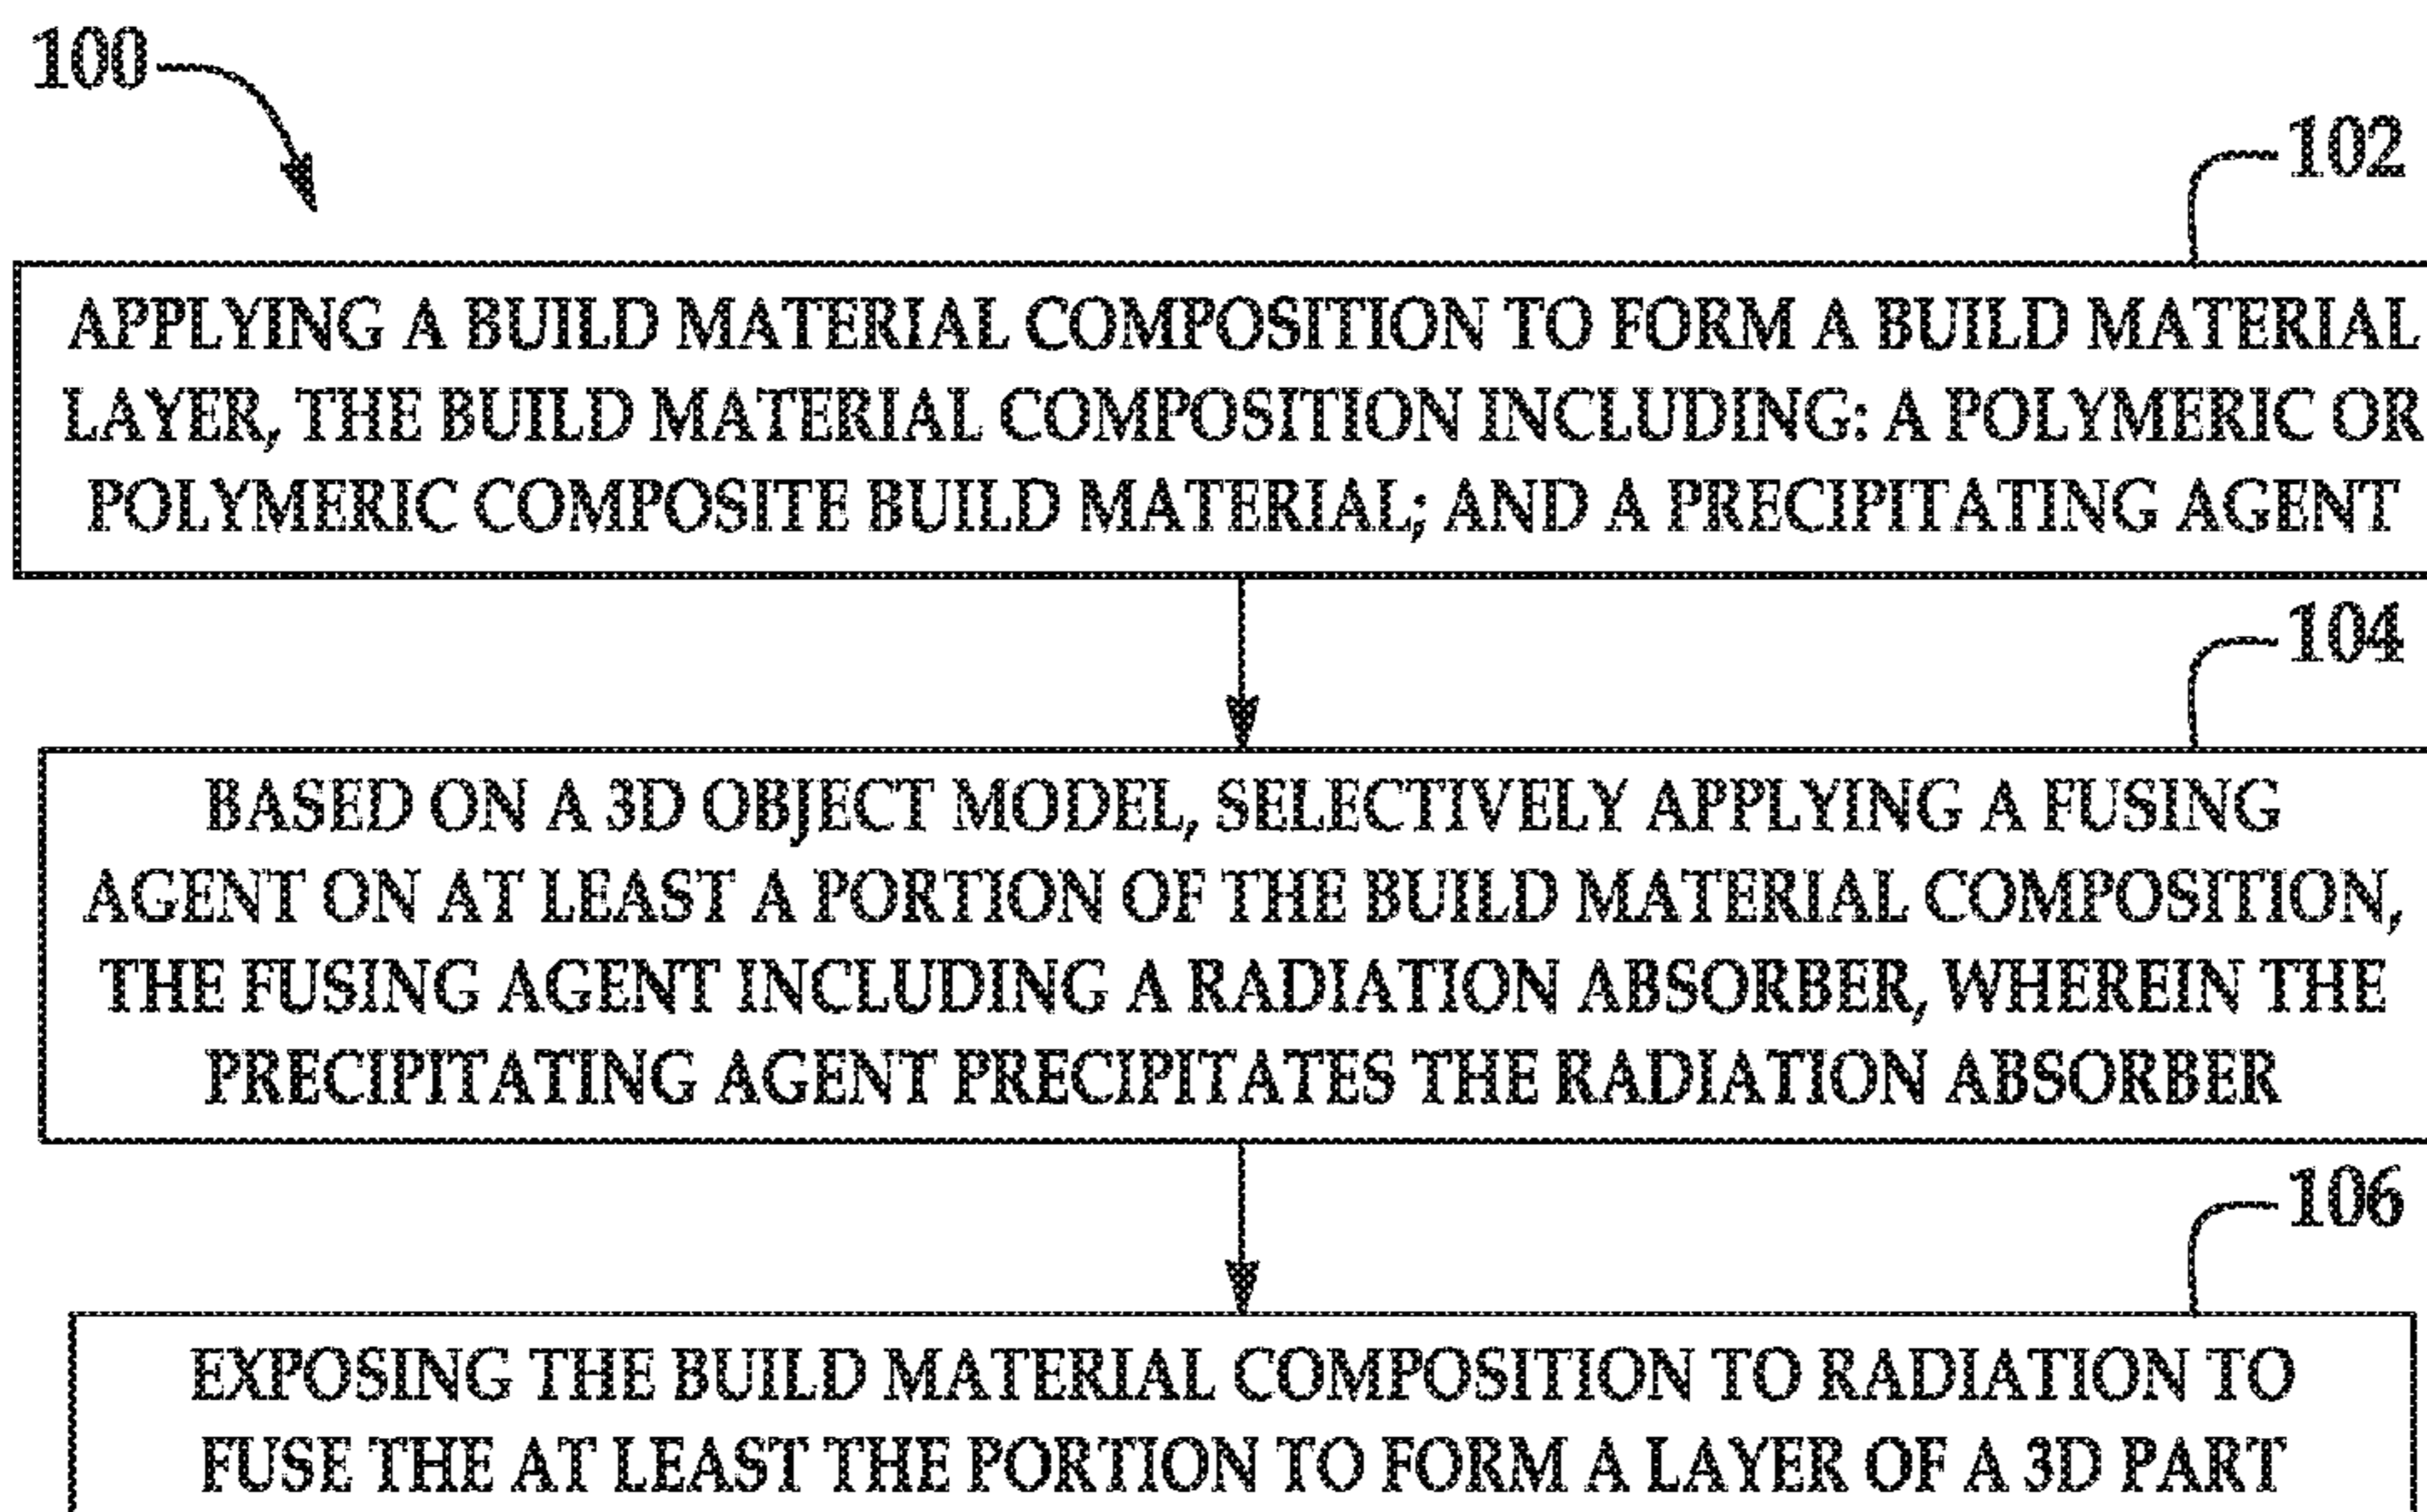 100
102
APPLYING A BUILD MATERIAL COMPOSITION TO FORM A BUILD MATERIAL
LAYER, THE BUILD MATERIAL COMPOSITION INCLUDING: A POLYMERIC OR
POLYMERIC COMPOSITE BUILD MATERIAL; AND A PRECIPITATING AGENT
104
BASED ON A 3D OBJECT MODEL, SELECTIVELY APPLYING A FUSING
AGENT ON AT LEAST A PORTION OF THE BUILD MATERIAL COMPOSITION,
THE FUSING AGENT INCLUDING A RADIATION ABSORBER, WHEREIN THE
PRECIPITATING AGENT PRECIPITATES THE RADIATION ABSORBER
106
EXPOSING THE BUILD MATERIAL COMPOSITION TO RADIATION TO
FUSE THE AT LEAST THE PORTION TO FORM A LAYER OF A 3D PART